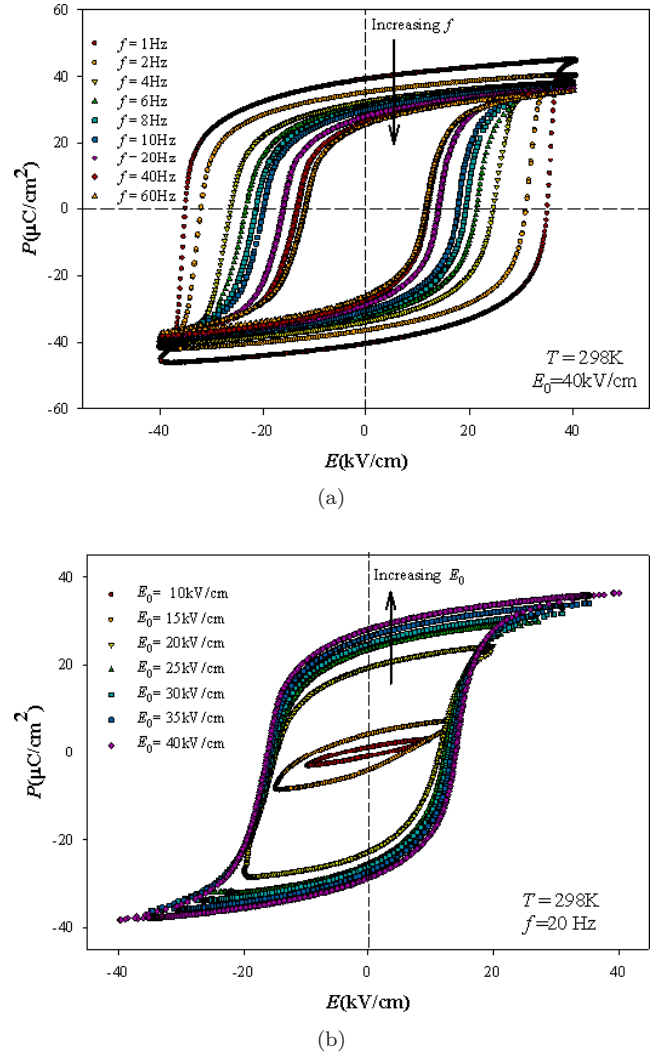 60
40
20
0
-20
-40
-60
P(μC/cm²)
f = 1Hz
f = 2Hz
f = 4Hz
f = 6Hz
f = 8Hz
f = 10Hz
f = 20Hz
f = 40Hz
f = 60Hz
Increasing f
T = 298K
E₀=40kV/cm
-40 -20 0 20 40
E(kV/cm)
(a)
40
20
0
-20
-40
P(μC/cm²)
E₀= 10kV/cm
E₀= 15kV/cm
E₀= 20kV/cm
E₀= 25kV/cm
E₀= 30kV/cm
E₀= 35kV/cm
E₀= 40kV/cm
Increasing E₀
T = 298K
f=20 Hz
-40 -20 0 20 40
E(kV/cm)
(b)